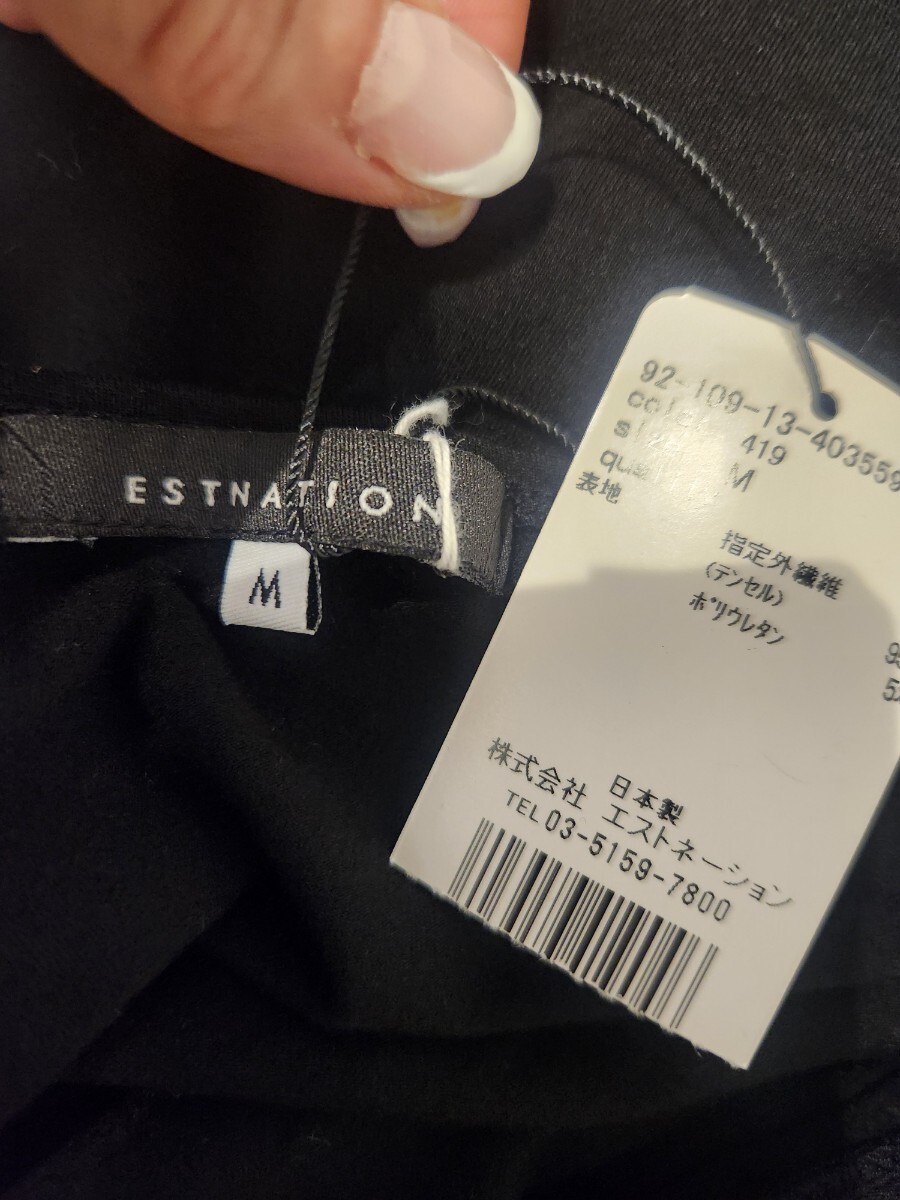 ESTNATION
M
92-109-13-403559
419
M
表地
指定外繊維
(テンセル)
ポリウレタン
日本製
株式会社 エストネーション
TEL03-5159-7800